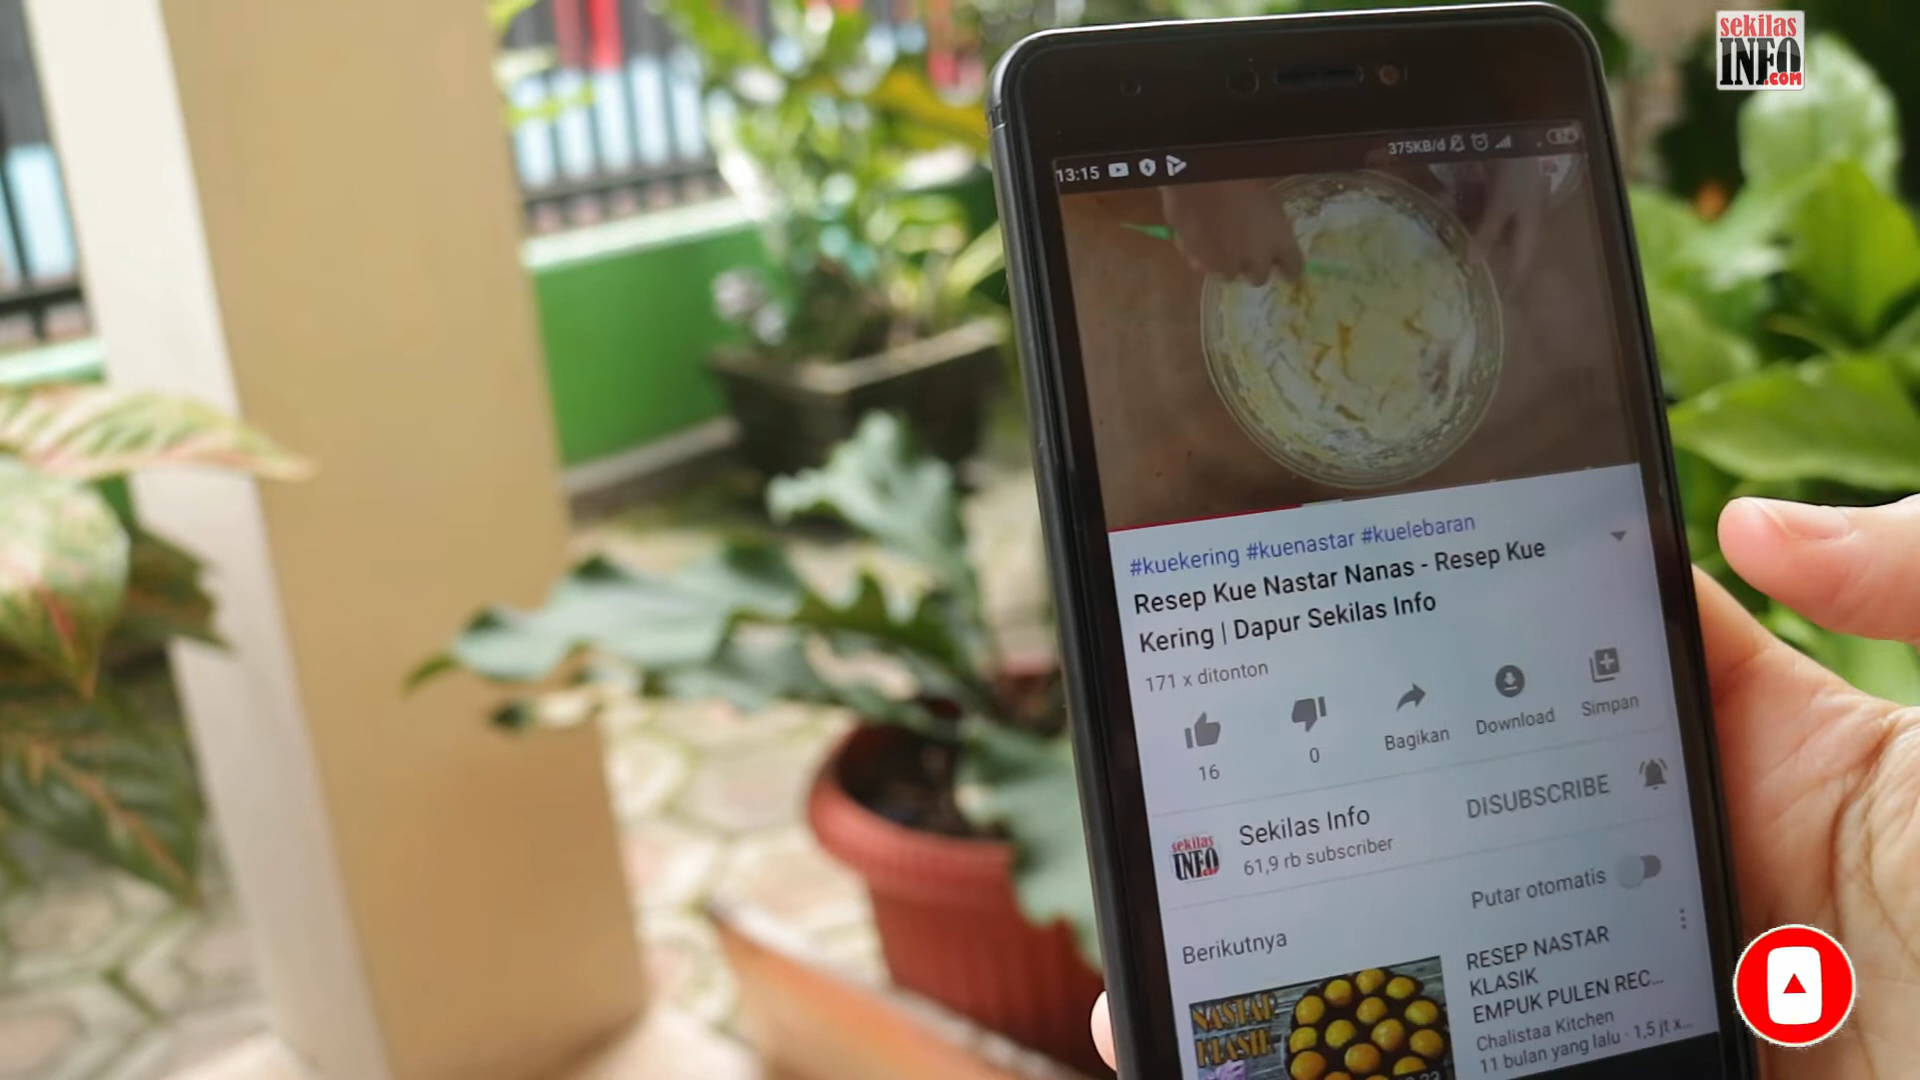 sekilas
INFO
.COM
13:15
375KB/d
#kuekering #kuenastar #kuelebaran
Resep Kue Nastar Nanas - Resep Kue
Kering | Dapur Sekilas Info
171 x ditonton
16
0
Bagikan
Download
Simpan
sekilas
INFO
Sekilas Info
61,9 rb subscriber
DISUBSCRIBE
Putar otomatis
Berikutnya
NASTAR
KLASIK
RESEP NASTAR
KLASIK
EMPUK PULEN REC...
Chalistaa Kitchen
11 bulan yang lalu · 1,5 jt x...